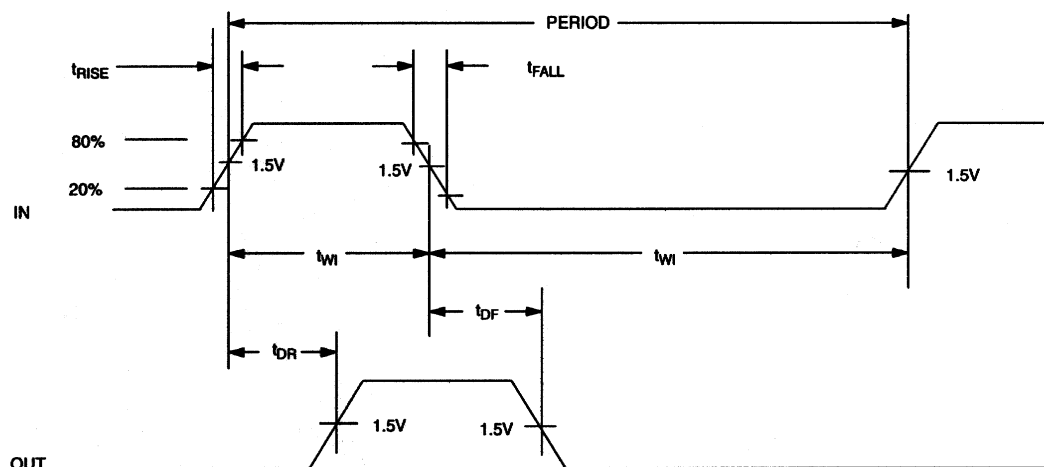 PERIOD
tRISE
tFALL
80%
1.5V
1.5V
20%
1.5V
IN
tWI
tWI
tDF
tDR
1.5V
1.5V
OUT